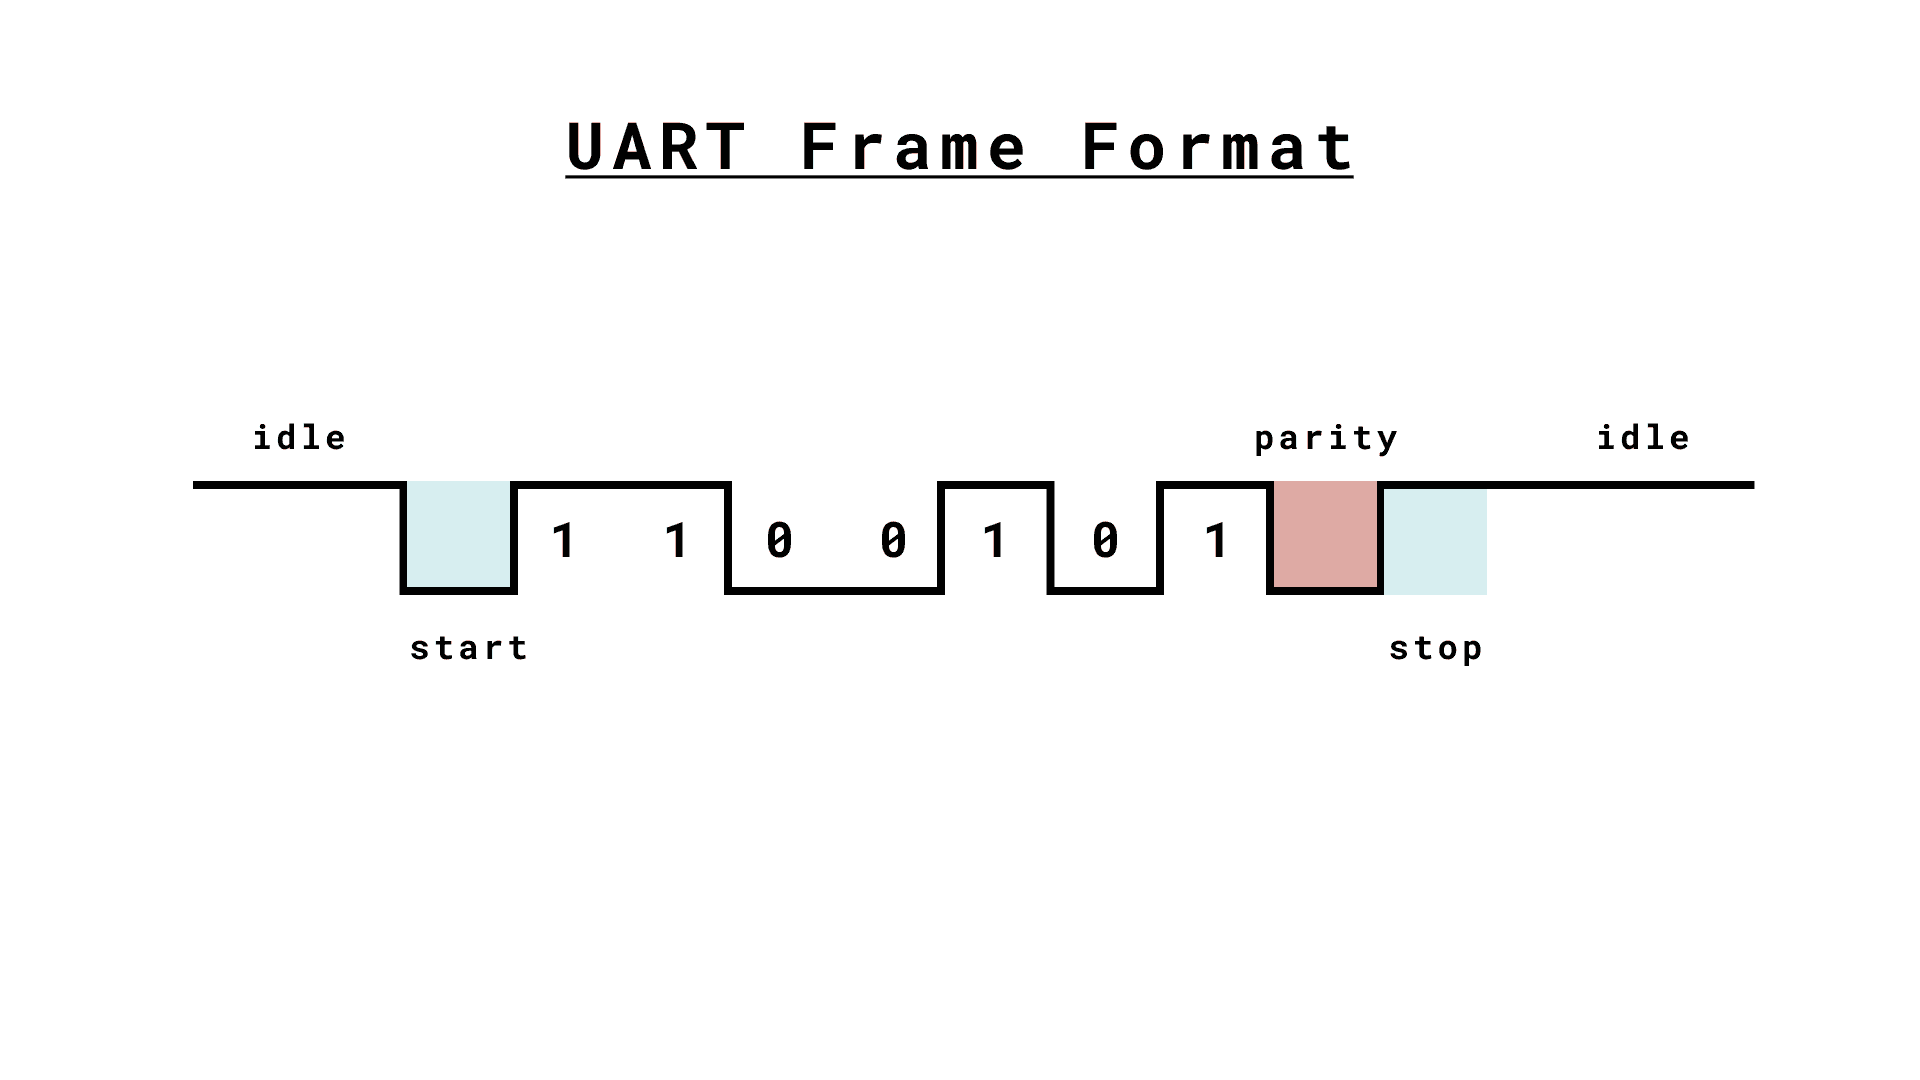 UART Frame Format
idle parity idle
1 1 0 0 1 0 1
start stop